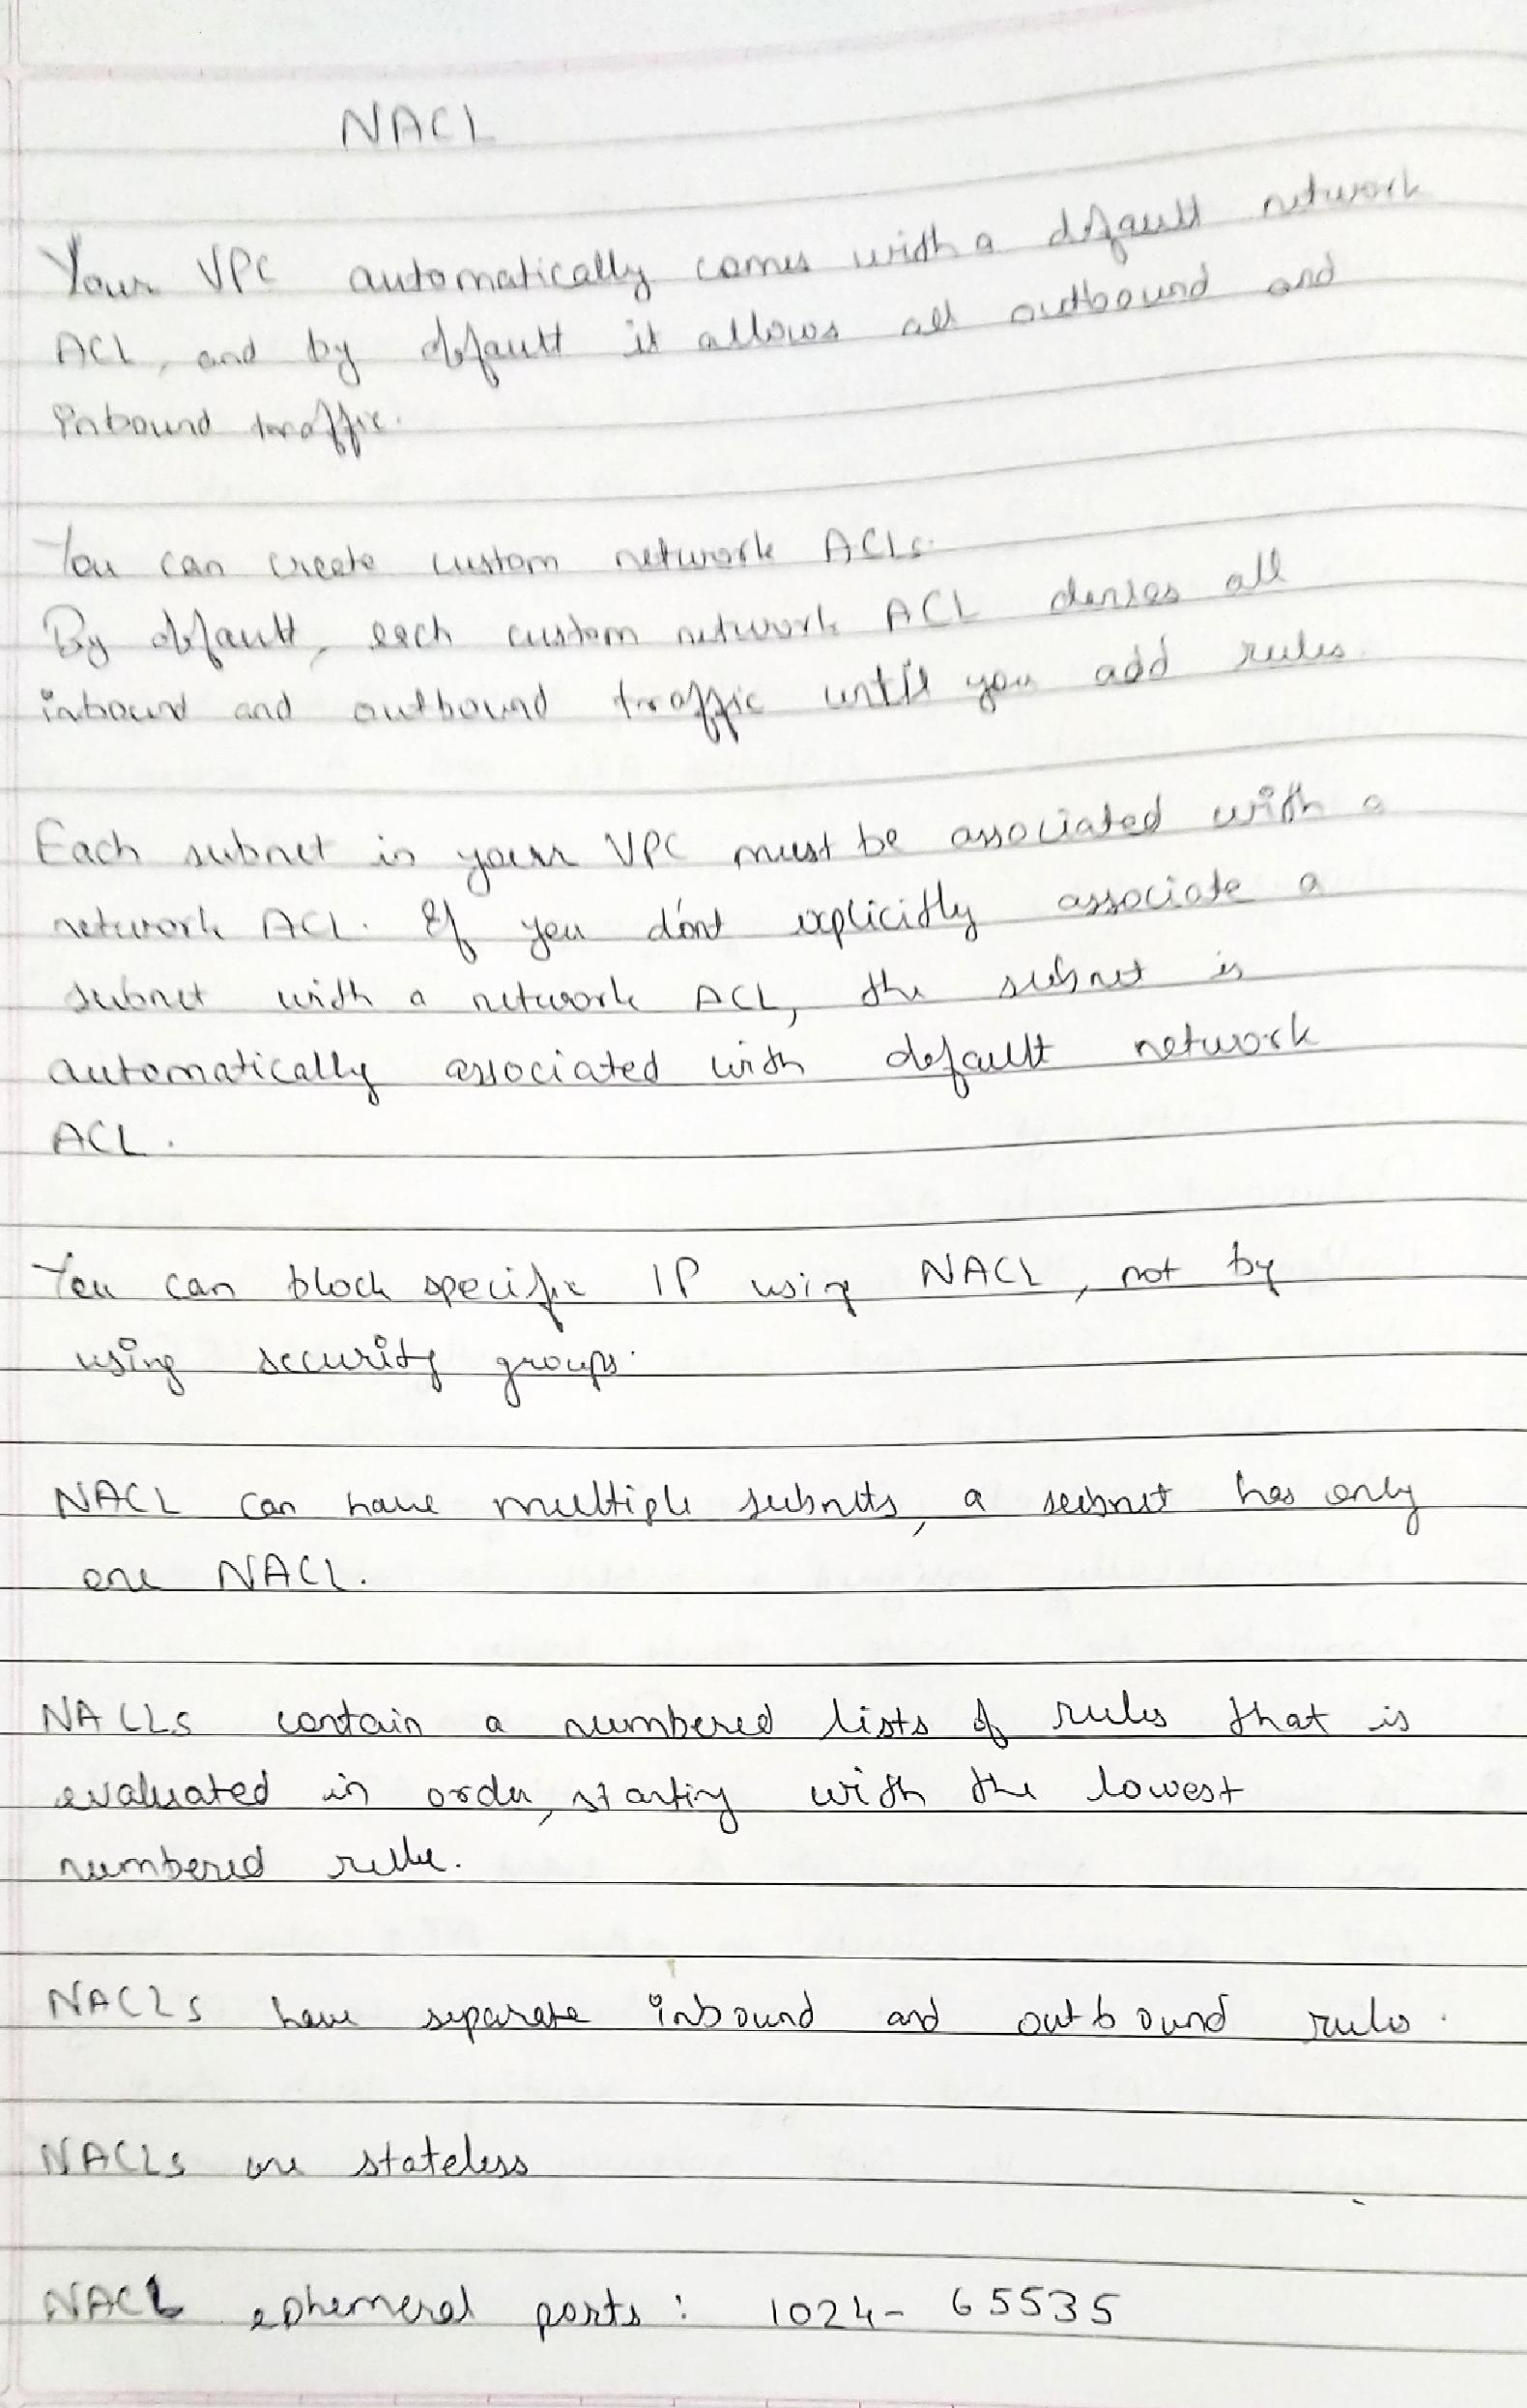 NACL
Your VPC automatically comes with a default network
ACL, and by default it allows all outbound and
inbound traffic.
You can create custom network ACLs.
By default, each custom network ACL denies all
inbound and outbound traffic until you add rules.
Each subnet in your VPC must be associated with a
network ACL. If you don't explicitly associate a
subnet with a network ACL, the subnet is
automatically associated with default network
ACL.
You can block specific IP using NACL, not by
using security groups.
NACL can have multiple subnets, a subnet has only
one NACL.
NACLs contain a numbered lists of rules that is
evaluated in order, starting with the lowest
numbered rule.
NACLs have separate inbound and outbound rules.
NACLs are stateless
NACL ephemeral ports : 1024- 65535